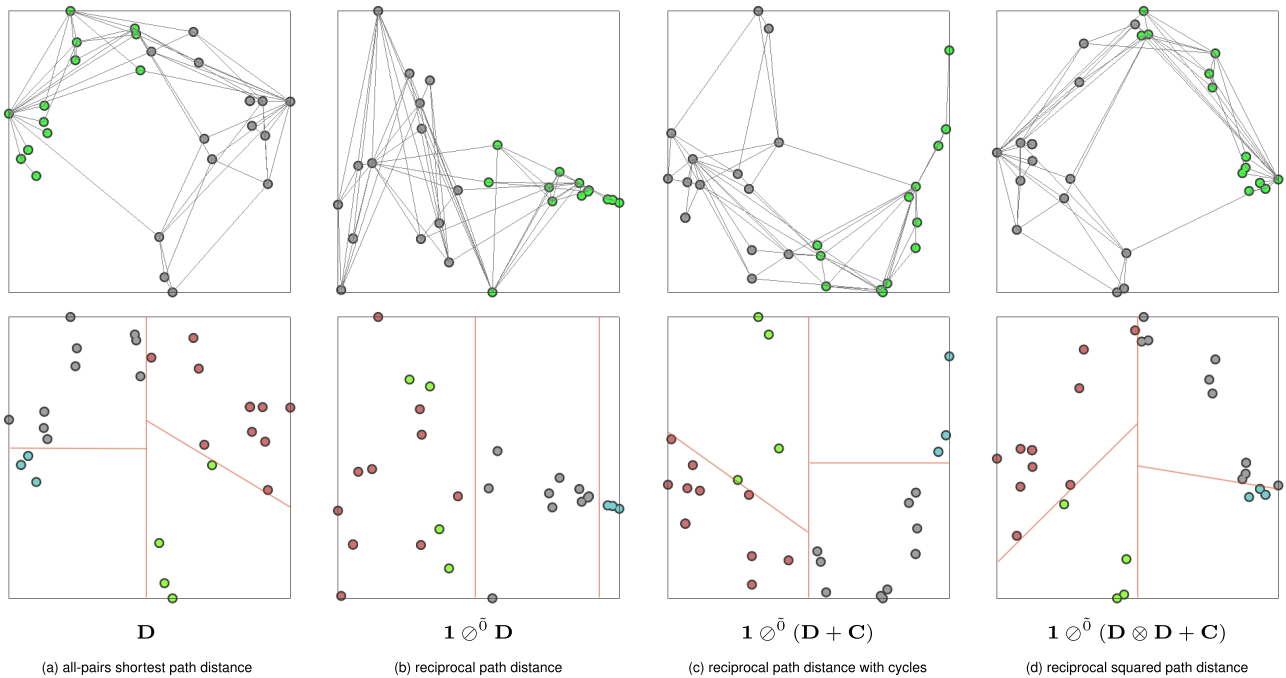 D
1 ⊘^0̃ D
1 ⊘^0̃ (D + C)
1 ⊘^0̃ (D ⊗ D + C)
(a) all-pairs shortest path distance
(b) reciprocal path distance
(c) reciprocal path distance with cycles
(d) reciprocal squared path distance